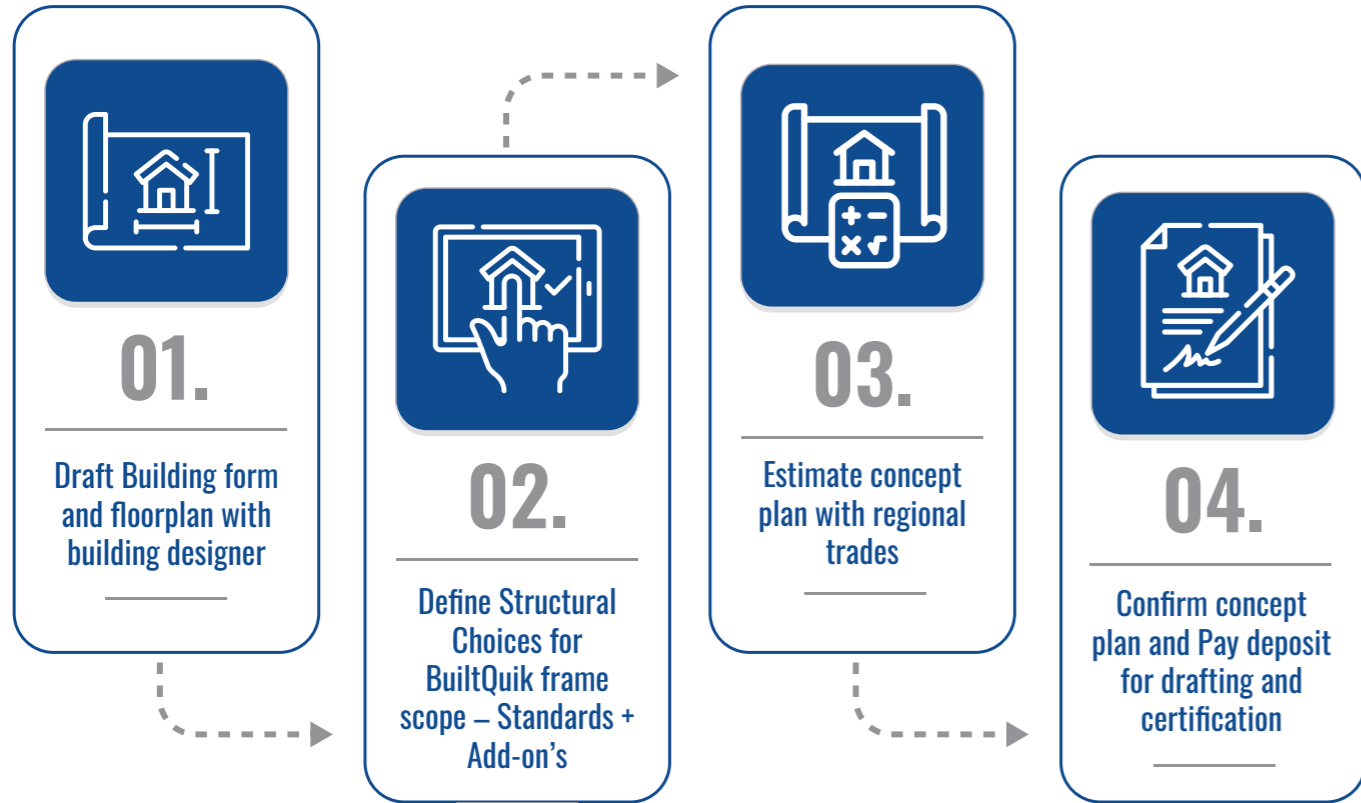 01.
Draft Building form
and floorplan with
building designer
02.
Define Structural
Choices for
BuiltQuik frame
scope – Standards +
Add-on’s
03.
Estimate concept
plan with regional
trades
04.
Confirm concept
plan and Pay deposit
for drafting and
certification